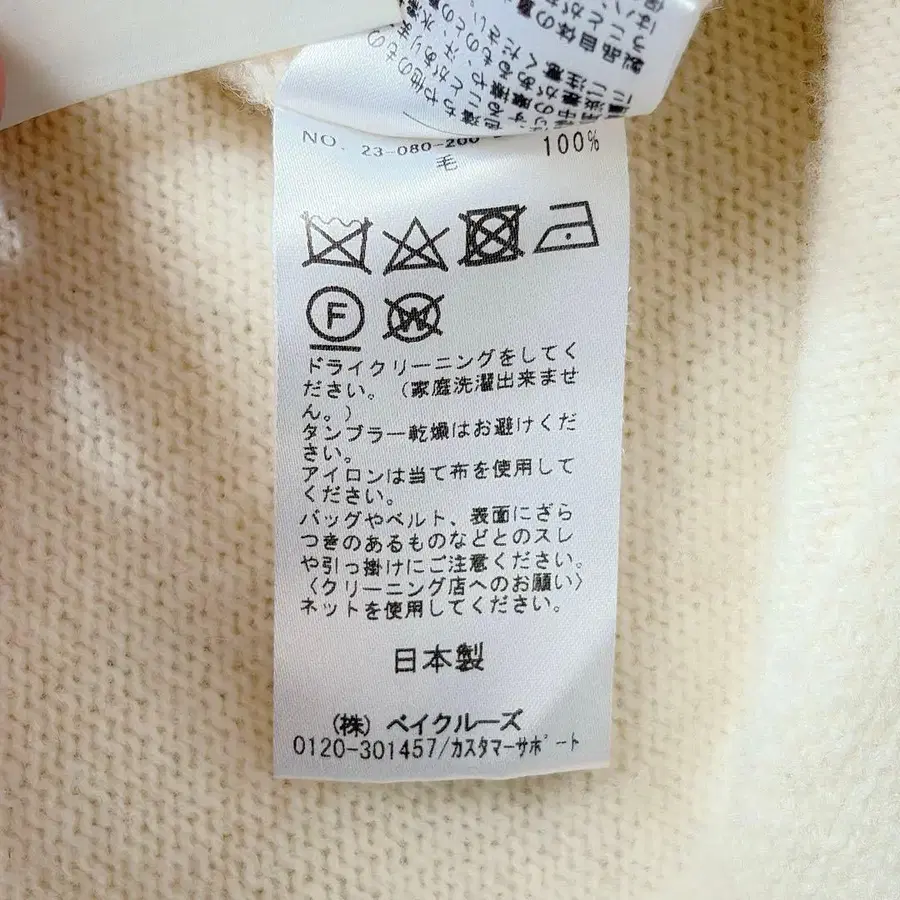 NO. 23-080-200
毛 100%
F
W
ドライクリーニングをしてく
ださい。(家庭洗濯出来ませ
ん。)
タンブラー乾燥はお避けくだ
さい。
アイロンは当て布を使用して
ください。
バッグやベルト、表面にざら
つきのあるものなどとのスレ
や引っ掛けにご注意ください。
〈クリーニング店へのお願い〉
ネットを使用してください。
日本製
(株) ベイクルーズ
0120-301457/カスタマーサポート